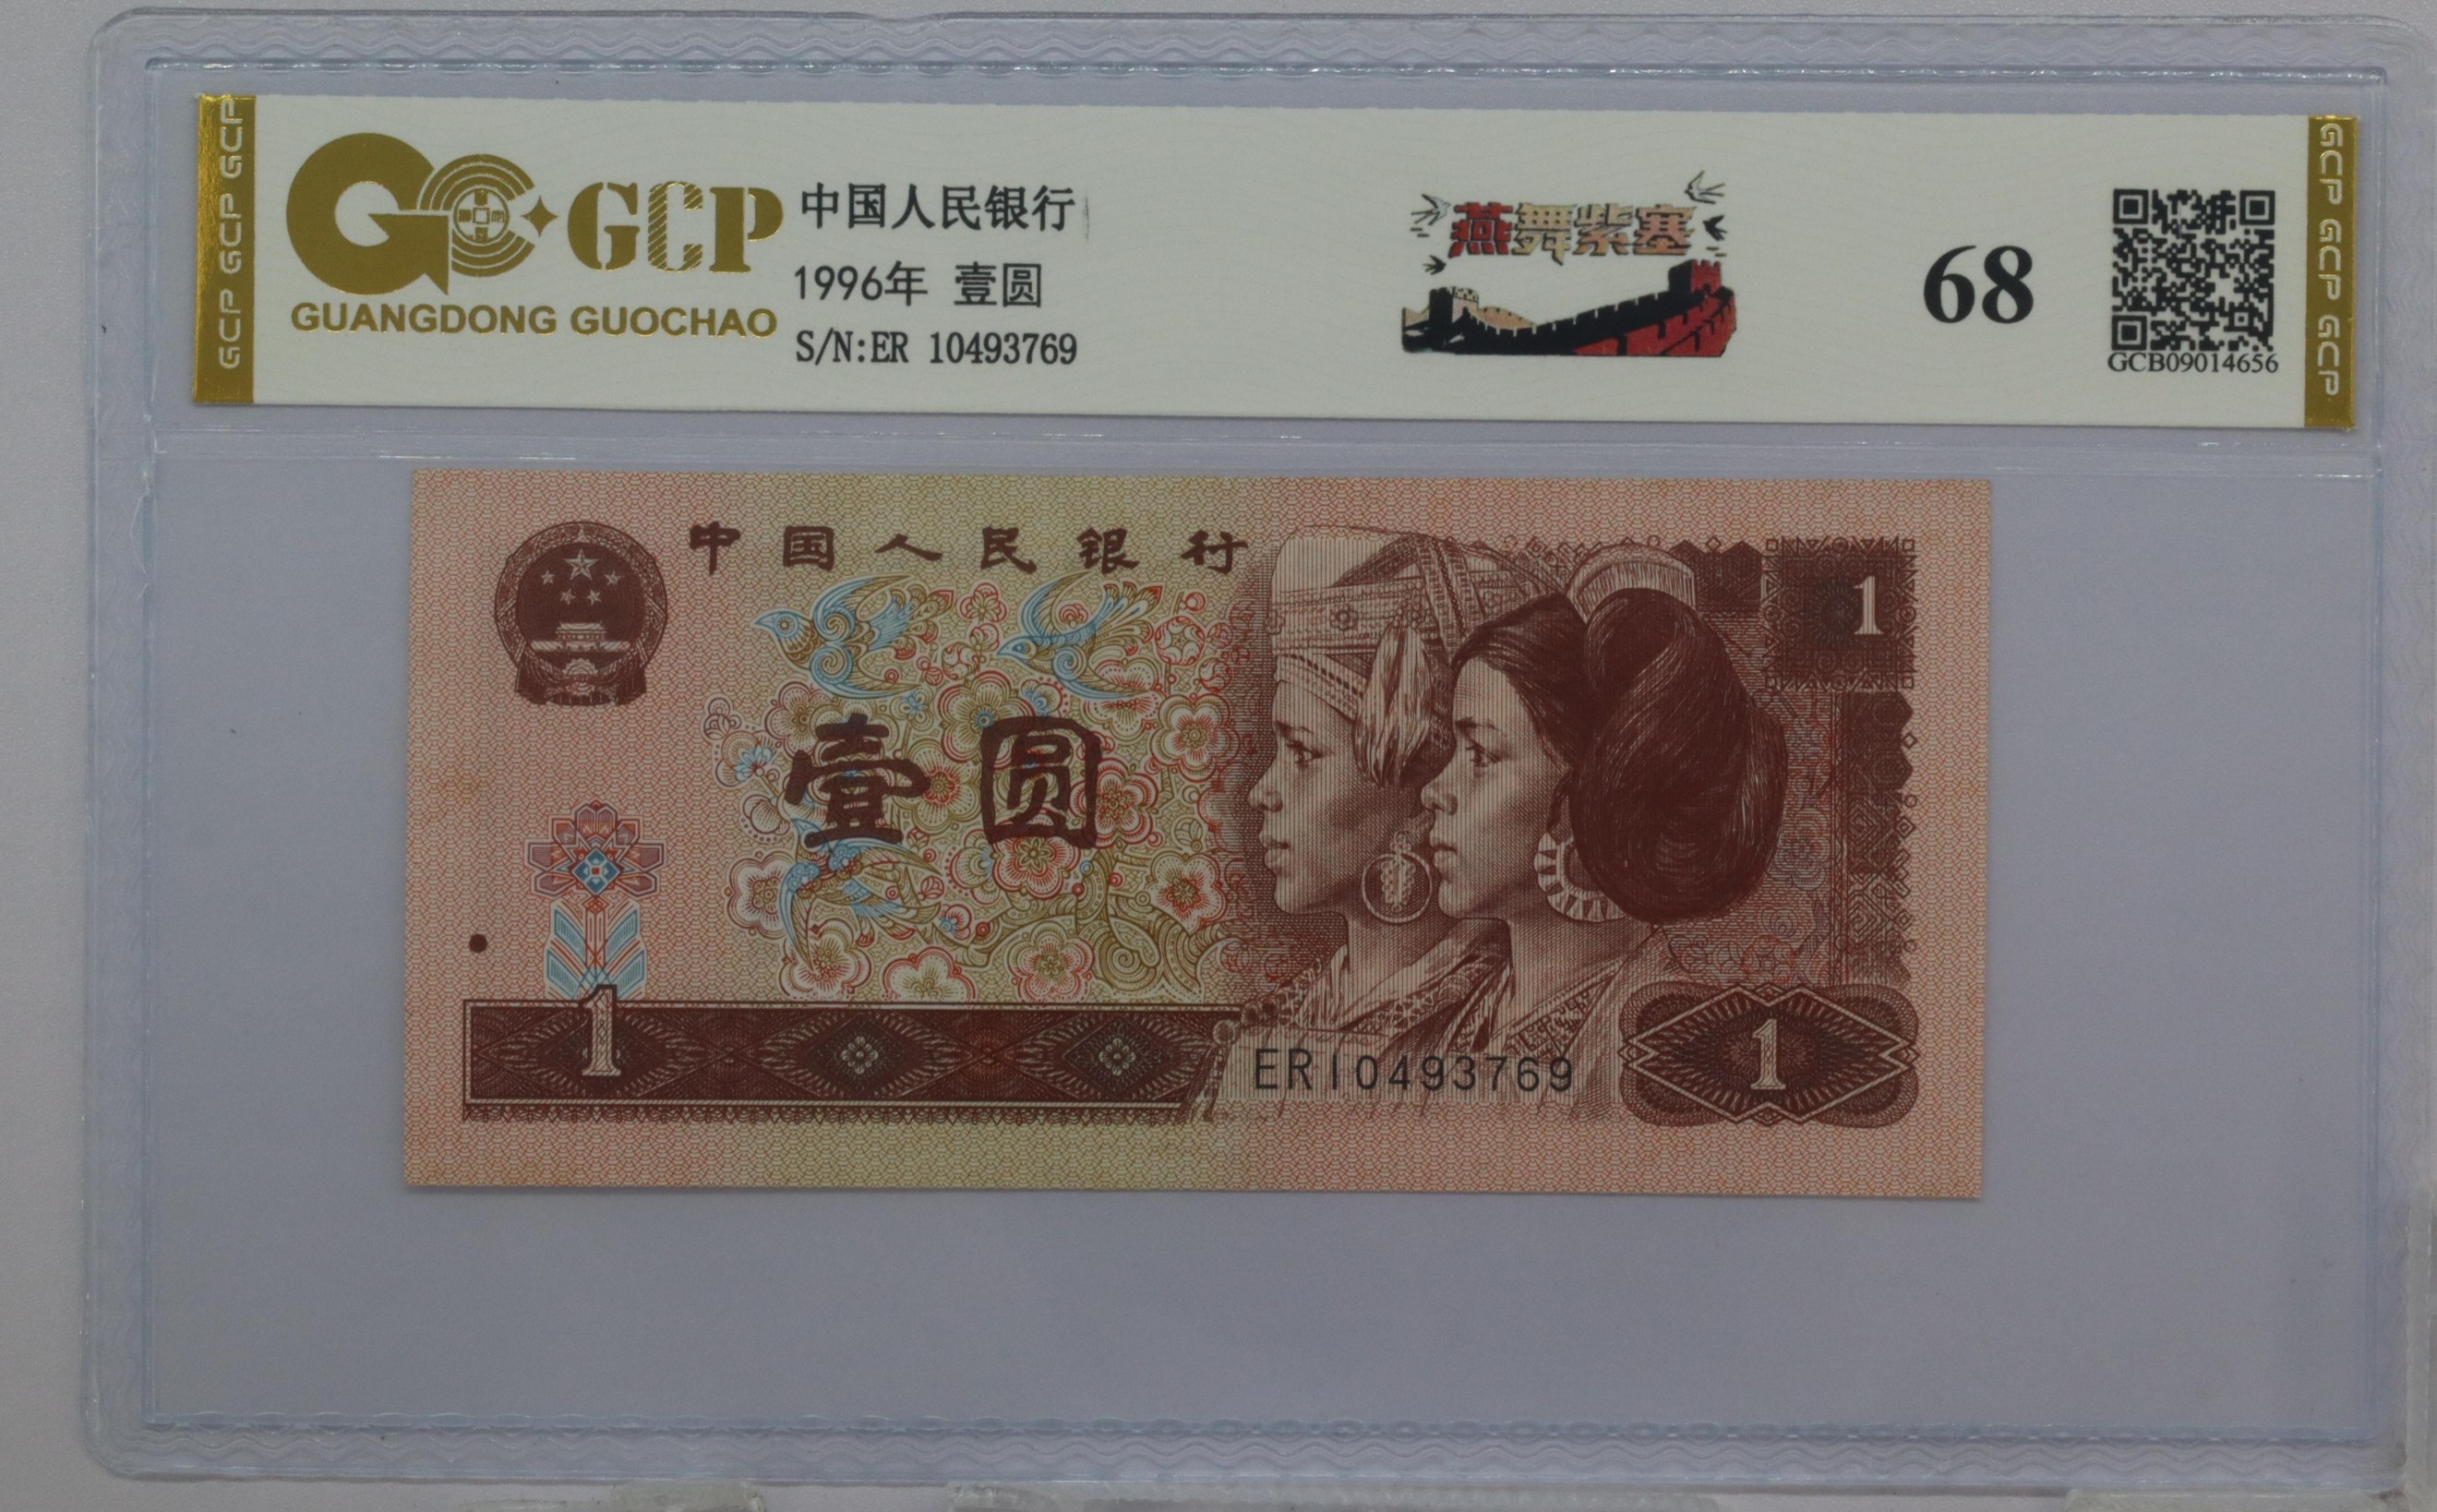 GCP GCP GCP
GCP
GUANGDONG GUOCHAO
中国人民银行
1996年 壹圆
S/N:ER 10493769
燕舞紫塞
68
GCB09014656
GCP GCP GCP GCP
中国人民银行
1
壹圆
1
ER10493769
1